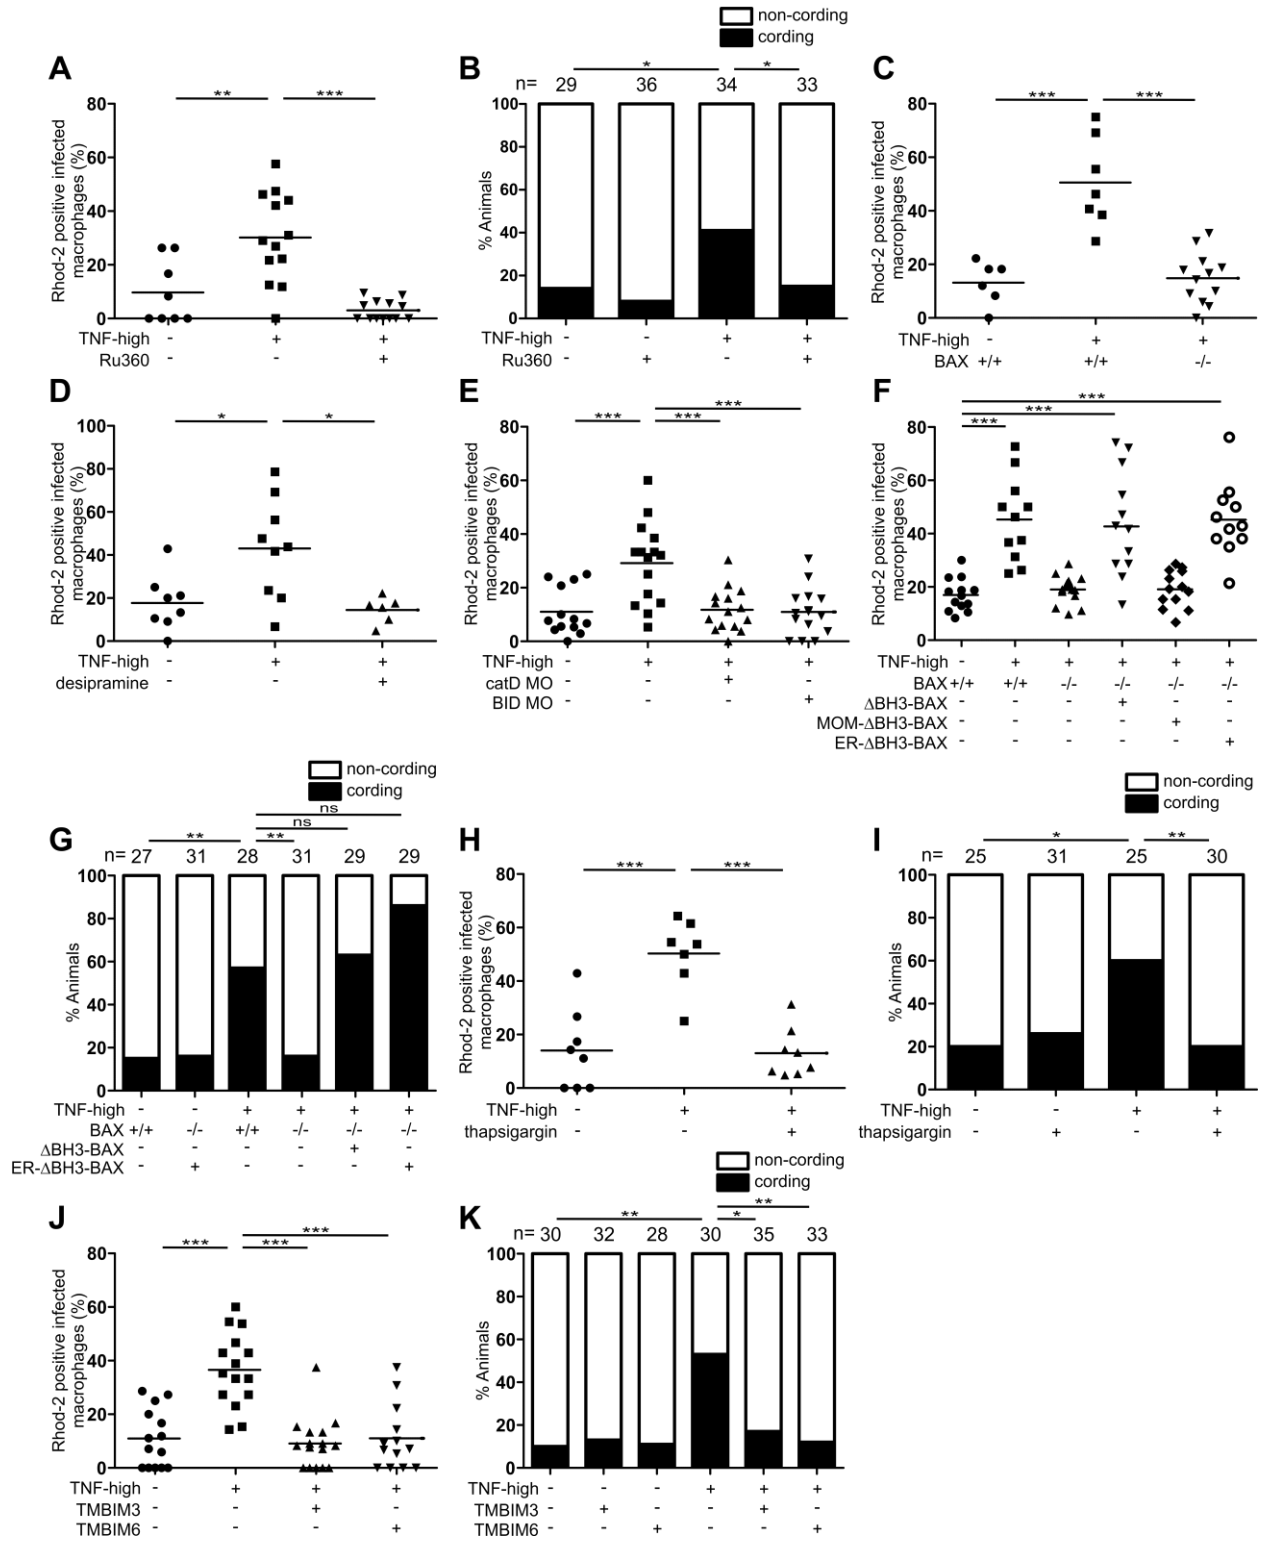 non-cording
cording
A
** ***
Rhod-2 positive infected
macrophages (%)
80
60
40
20
0
TNF-high - + +
Ru360 - - +
B
* *
n= 29 36 34 33
% Animals
100
80
60
40
20
0
TNF-high - - + +
Ru360 - + - +
C
*** ***
Rhod-2 positive infected
macrophages (%)
80
60
40
20
0
TNF-high - + +
BAX +/+ +/+ -/-
D
* *
Rhod-2 positive infected
macrophages (%)
100
80
60
40
20
0
TNF-high - + +
desipramine - - +
E
***
*** ***
Rhod-2 positive infected
macrophages (%)
80
60
40
20
0
TNF-high - + + +
catD MO - - + -
BID MO - - - +
F
***
***
***
Rhod-2 positive infected
macrophages (%)
80
60
40
20
0
TNF-high - + + + + +
BAX +/+ +/+ -/- -/- -/- -/-
ΔBH3-BAX - - - + - -
MOM-ΔBH3-BAX - - - - + -
ER-ΔBH3-BAX - - - - - +
non-cording
cording
G
ns
ns
** **
n= 27 31 28 31 29 29
% Animals
100
80
60
40
20
0
TNF-high - - + + + +
BAX +/+ -/- +/+ -/- -/- -/-
ΔBH3-BAX - - - - + -
ER-ΔBH3-BAX - + - - - +
H
*** ***
Rhod-2 positive infected
macrophages (%)
80
60
40
20
0
TNF-high - + +
thapsigargin - - +
non-cording
cording
I
* **
n= 25 31 25 30
% Animals
100
80
60
40
20
0
TNF-high - - + +
thapsigargin - + - +
J
***
*** ***
Rhod-2 positive infected
macrophages (%)
80
60
40
20
0
TNF-high - + + +
TMBIM3 - - + -
TMBIM6 - - - +
non-cording
cording
K
**
** *
n= 30 32 28 30 35 33
% Animals
100
80
60
40
20
0
TNF-high - - - + + +
TMBIM3 - + - - + -
TMBIM6 - - + - - +